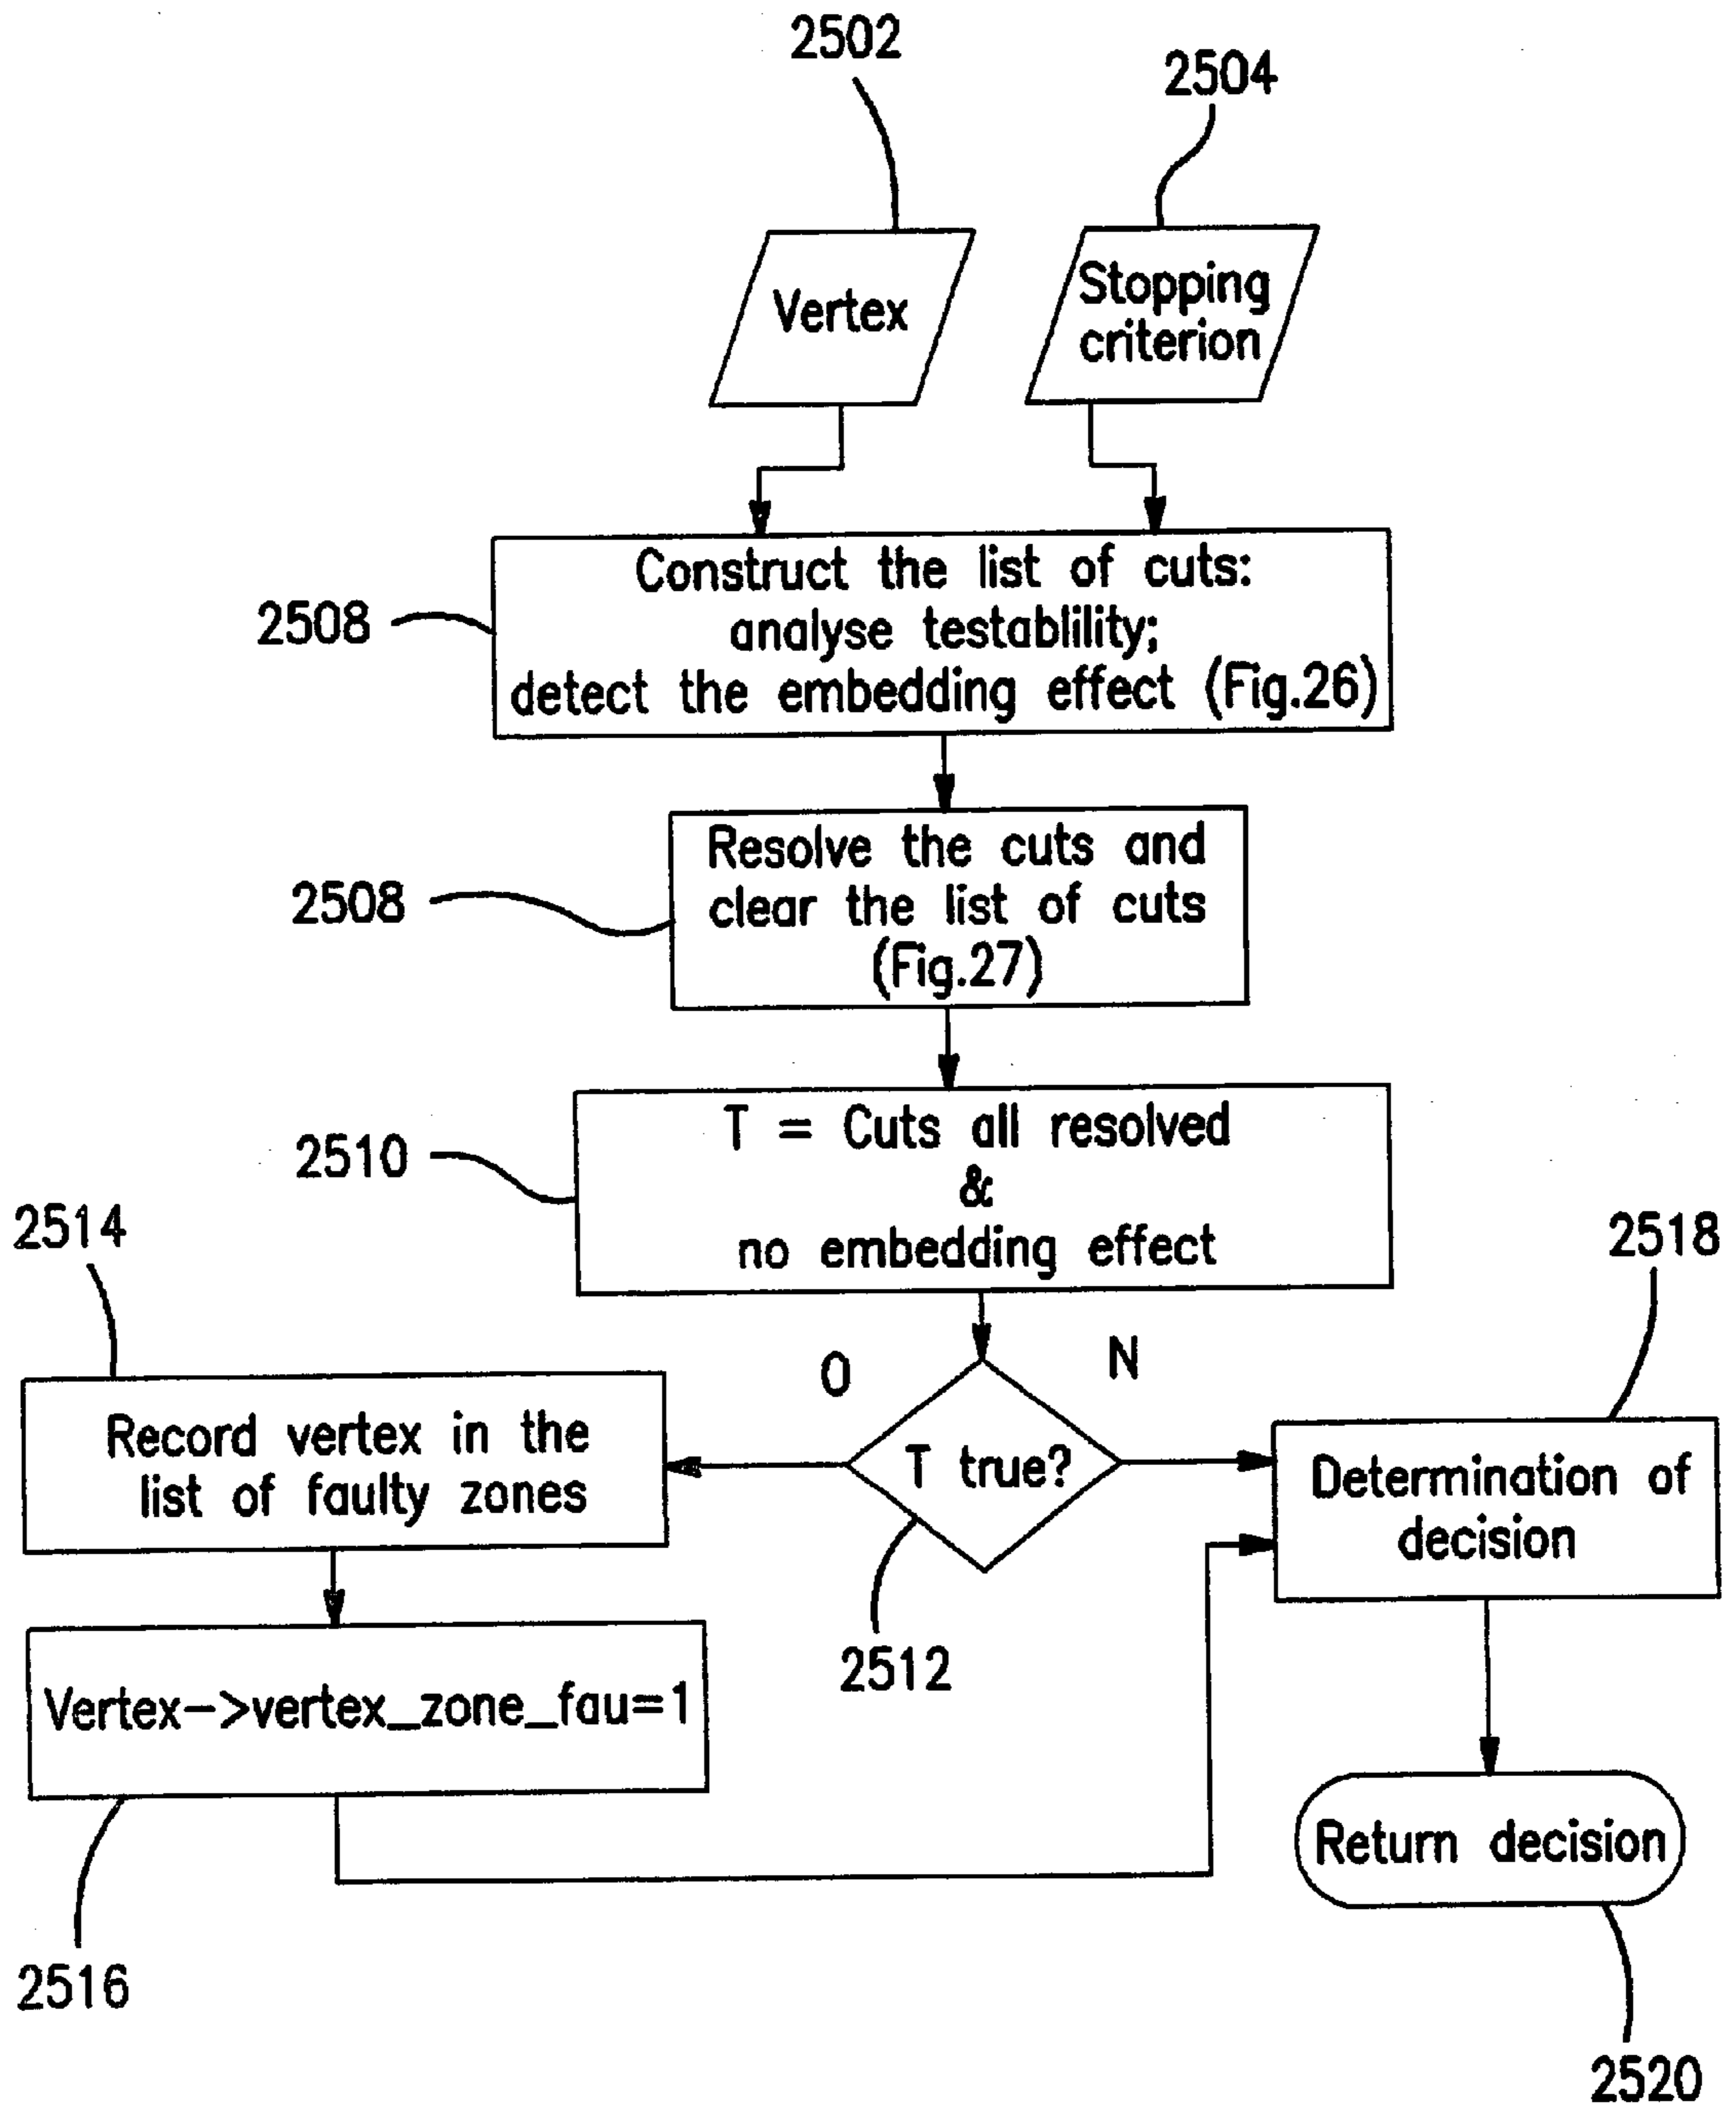 2502
2504
Vertex
Stopping
criterion
2508
Construct the list of cuts:
analyse testablility;
detect the embedding effect (Fig.26)
2508
Resolve the cuts and
clear the list of cuts
(Fig.27)
2510
T = Cuts all resolved
&
no embedding effect
2514
2518
O
N
Record vertex in the
list of faulty zones
T true?
Determination of
decision
2512
Vertex->vertex_zone_fau=1
Return decision
2516
2520